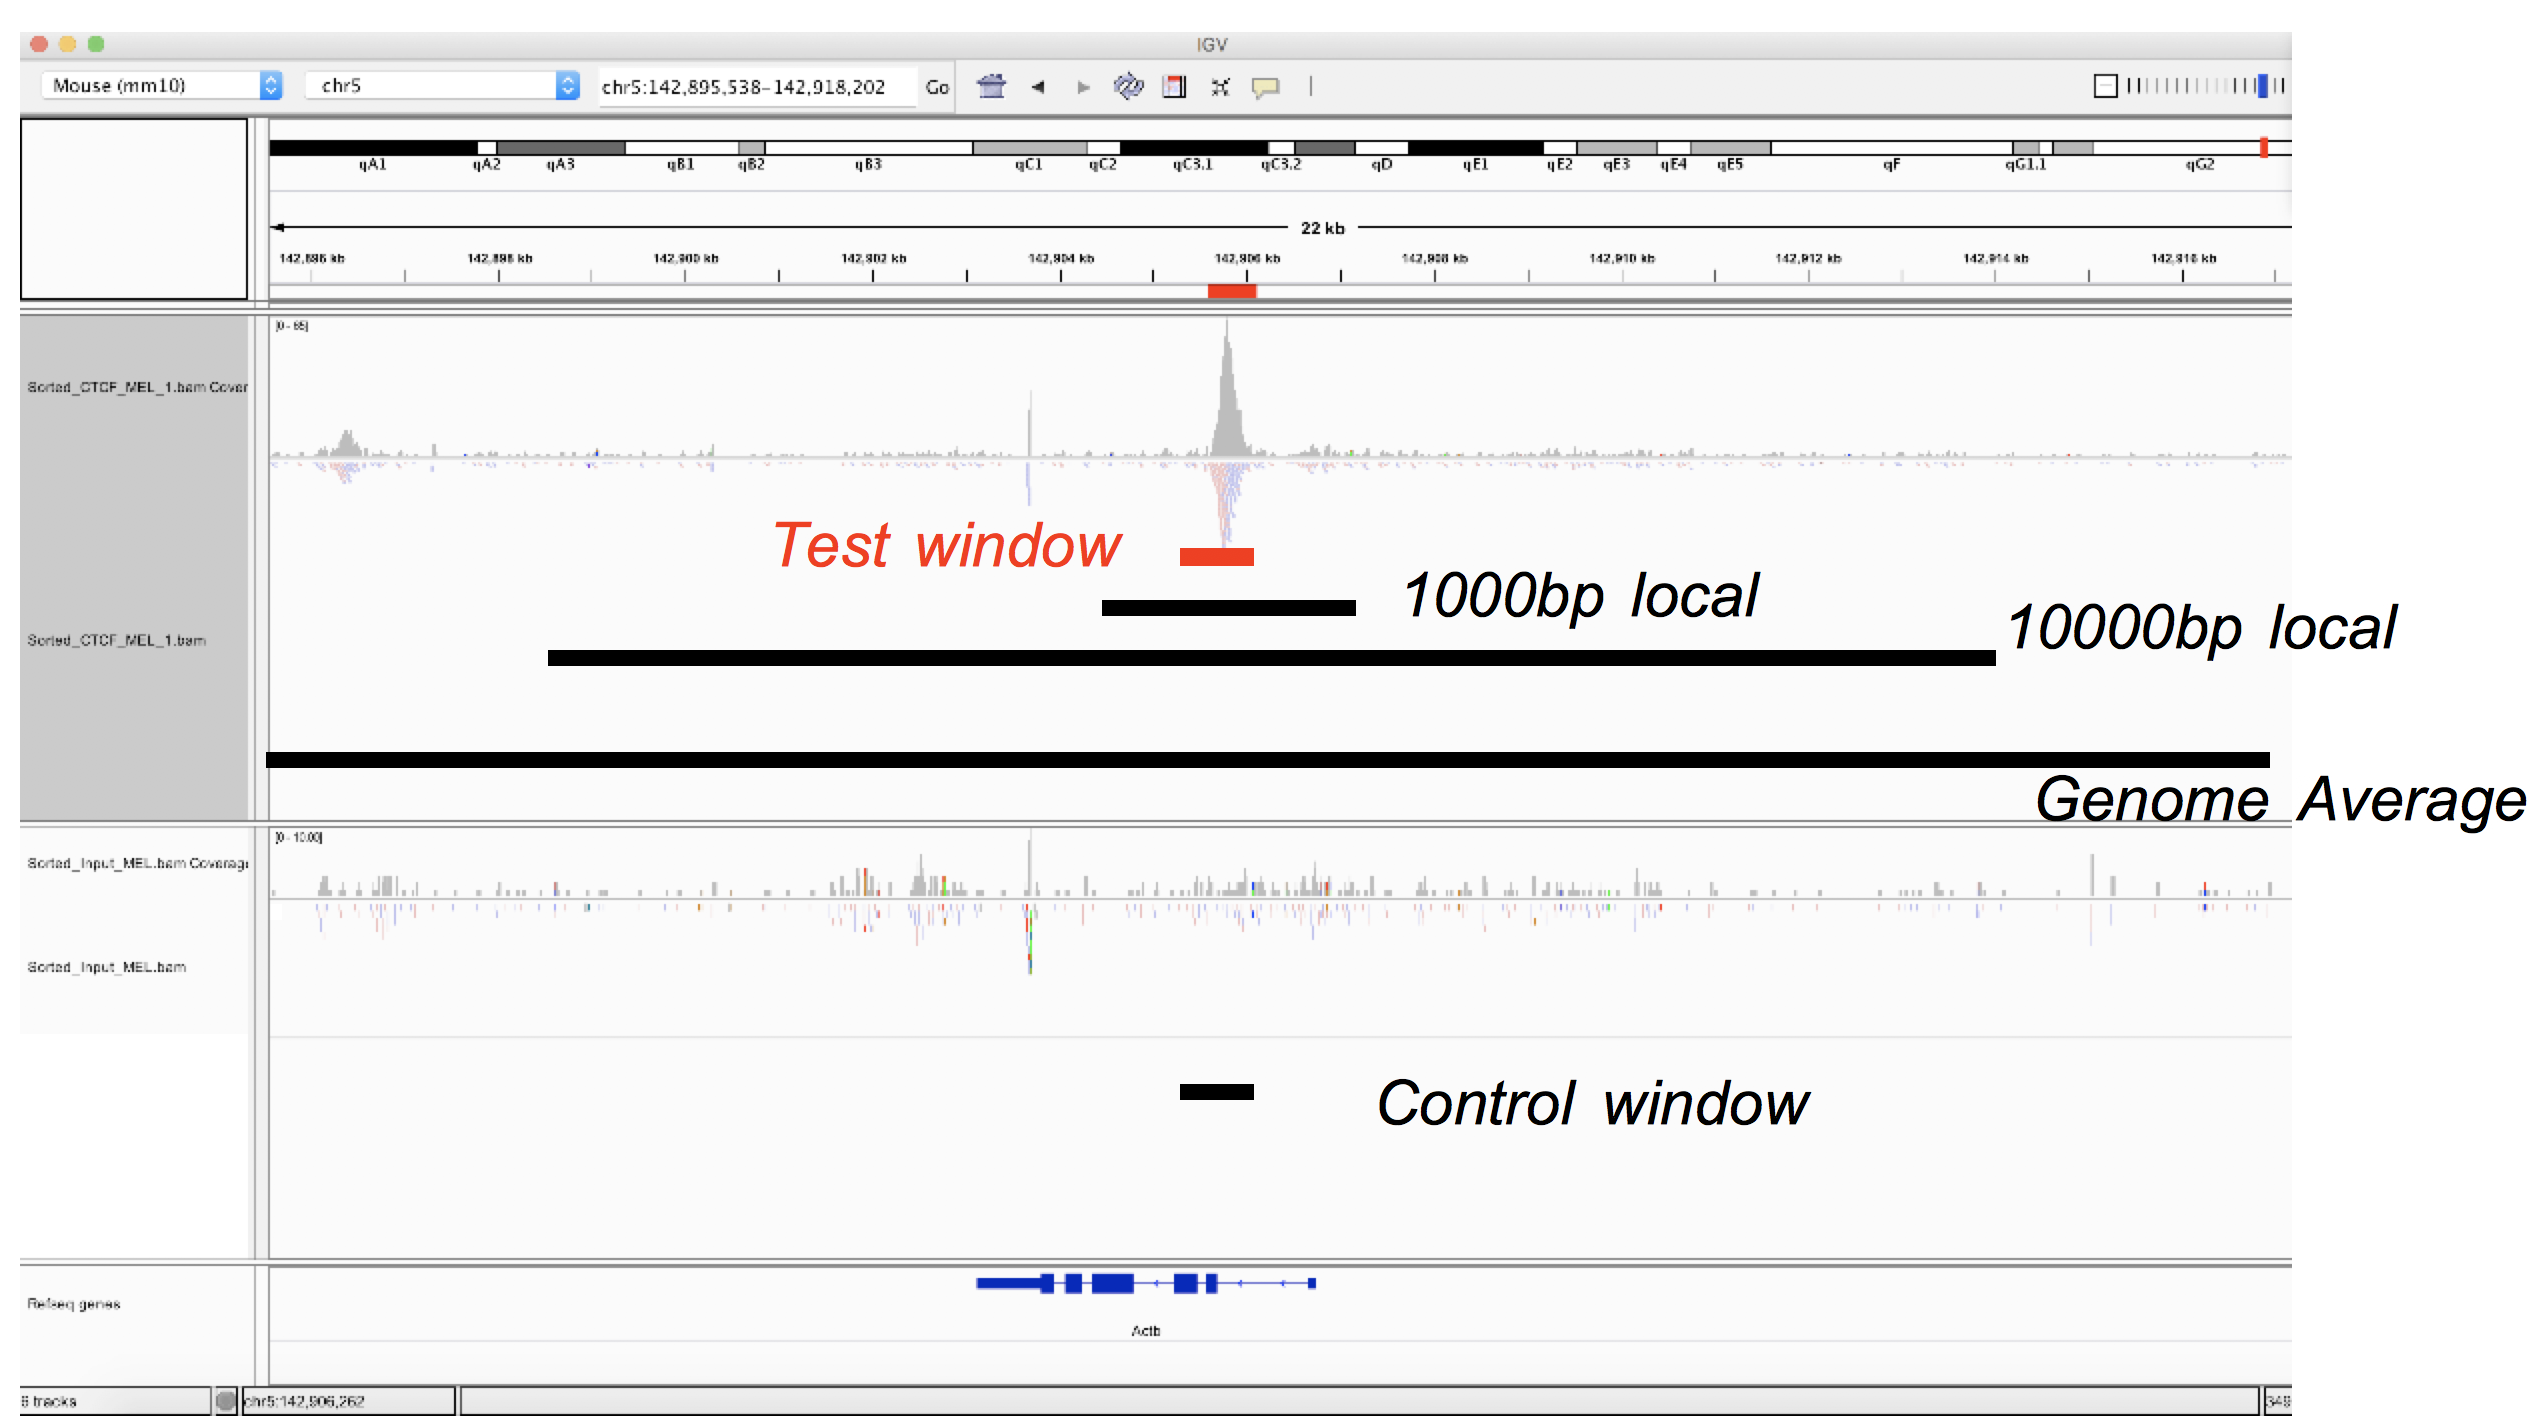 IGV
Mouse (mm10) chr5 chr5:142,895,538-142,918,202 Go
qA1 qA2 qA3 qB1 qB2 qB3 qC1 qC2 qC3.1 qC3.2 qD qE1 qE2 qE3 qE4 qE5 qF qG1.1 qG2
22 kb
142,896 kb 142,898 kb 142,900 kb 142,902 kb 142,904 kb 142,906 kb 142,908 kb 142,910 kb 142,912 kb 142,914 kb 142,916 kb
[0 - 65]
Sorted_CTCF_MEL_1.bam Cover
Test window
1000bp local
10000bp local
Sorted_CTCF_MEL_1.bam
Genome Average
[0 - 10.00]
Sorted_Input_MEL.bam Coverage
Sorted_Input_MEL.bam
Control window
Refseq genes
Actb
6 tracks chr5:142,906,262 349